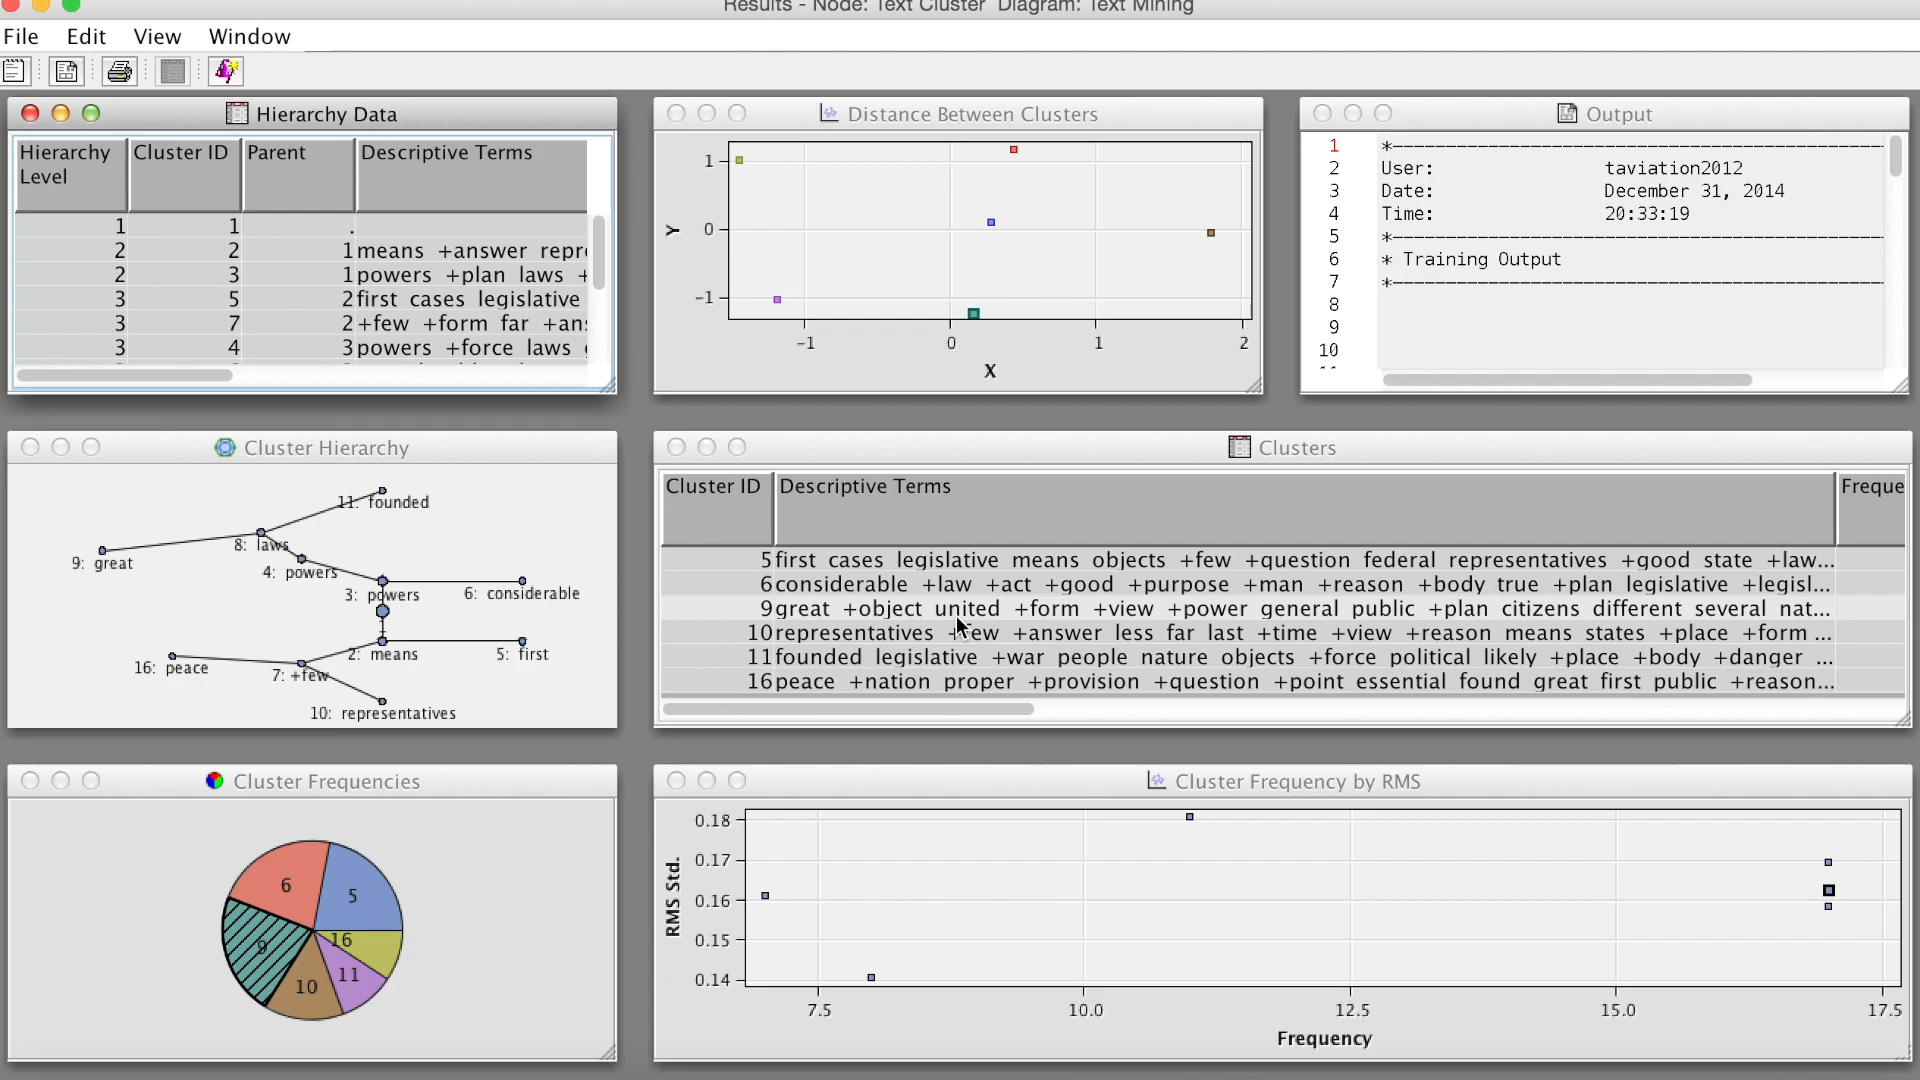 Results - Node: Text Cluster Diagram: Text Mining
File Edit View Window
Hierarchy Data
Hierarchy Level Cluster ID Parent Descriptive Terms
1 1 .
2 2 1 means +answer
2 3 1 powers +plan laws +
3 5 2 first cases legislative
3 7 2 +few +form far
3 4 3 powers +force laws
Distance Between Clusters
Y
1
0
-1
-1 0 1 2
X
Output
1 *
2 User: taviation2012
3 Date: December 31, 2014
4 Time: 20:33:19
5 *
6 * Training Output
7 *
8
9
10
Cluster Hierarchy
11: founded
8: laws
9: great
4: powers
3: powers
6: considerable
2: means
5: first
16: peace
7: +few
10: representatives
Clusters
Cluster ID Descriptive Terms Freque
5 first cases legislative means objects +few +question federal representatives +good state +law...
6 considerable +law +act +good +purpose +man +reason +body true +plan legislative +legisl...
9 great +object united +form +view +power general public +plan citizens different several nat...
10 representatives +few +answer less far last +time +view +reason means states +place +form ...
11 founded legislative +war people nature objects +force political likely +place +body +danger ...
16 peace +nation proper +provision +question +point essential found great first public +reason...
Cluster Frequencies
6
5
9
16
11
10
Cluster Frequency by RMS
RMS Std.
0.18
0.17
0.16
0.15
0.14
7.5 10.0 12.5 15.0 17.5
Frequency